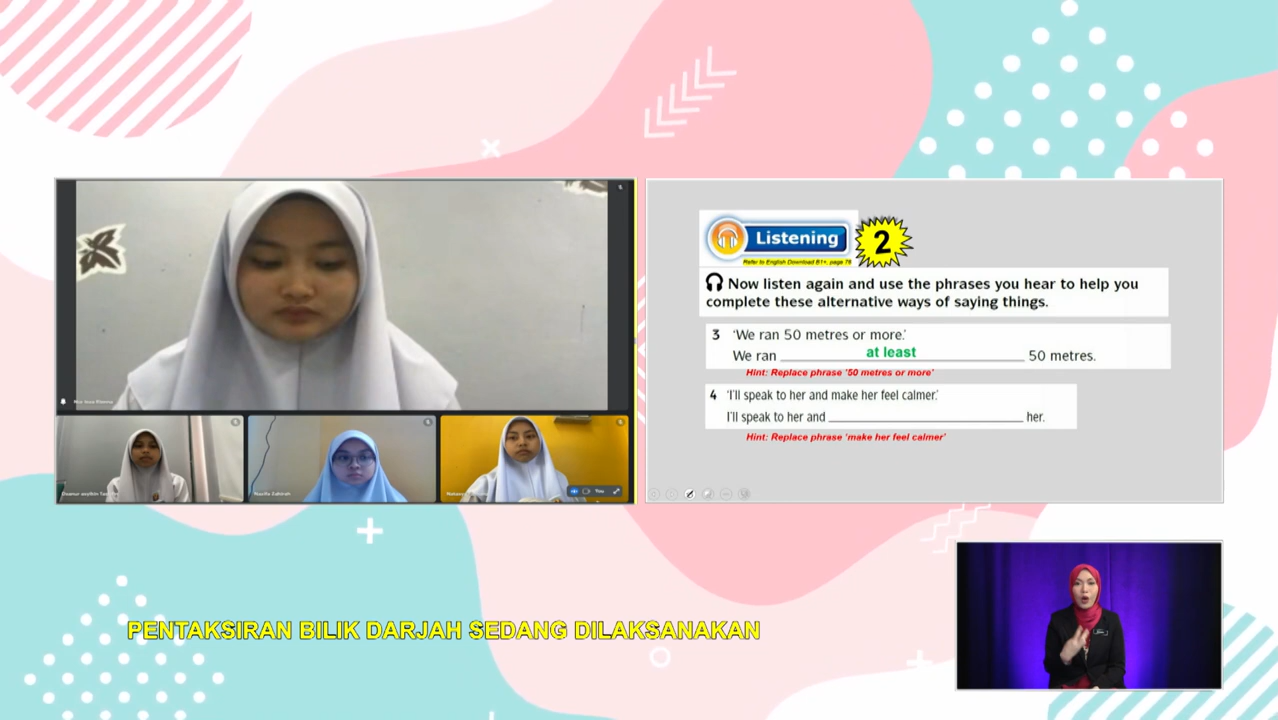 Listening
2
Refer to English Download B1+, page 78
Now listen again and use the phrases you hear to help you
complete these alternative ways of saying things.
3 ‘We ran 50 metres or more.’
We ran at least 50 metres.
Hint: Replace phrase ‘50 metres or more’
4 ‘I’ll speak to her and make her feel calmer.’
I’ll speak to her and her.
Hint: Replace phrase ‘make her feel calmer’
You
PENTAKSIRAN BILIK DARJAH SEDANG DILAKSANAKAN